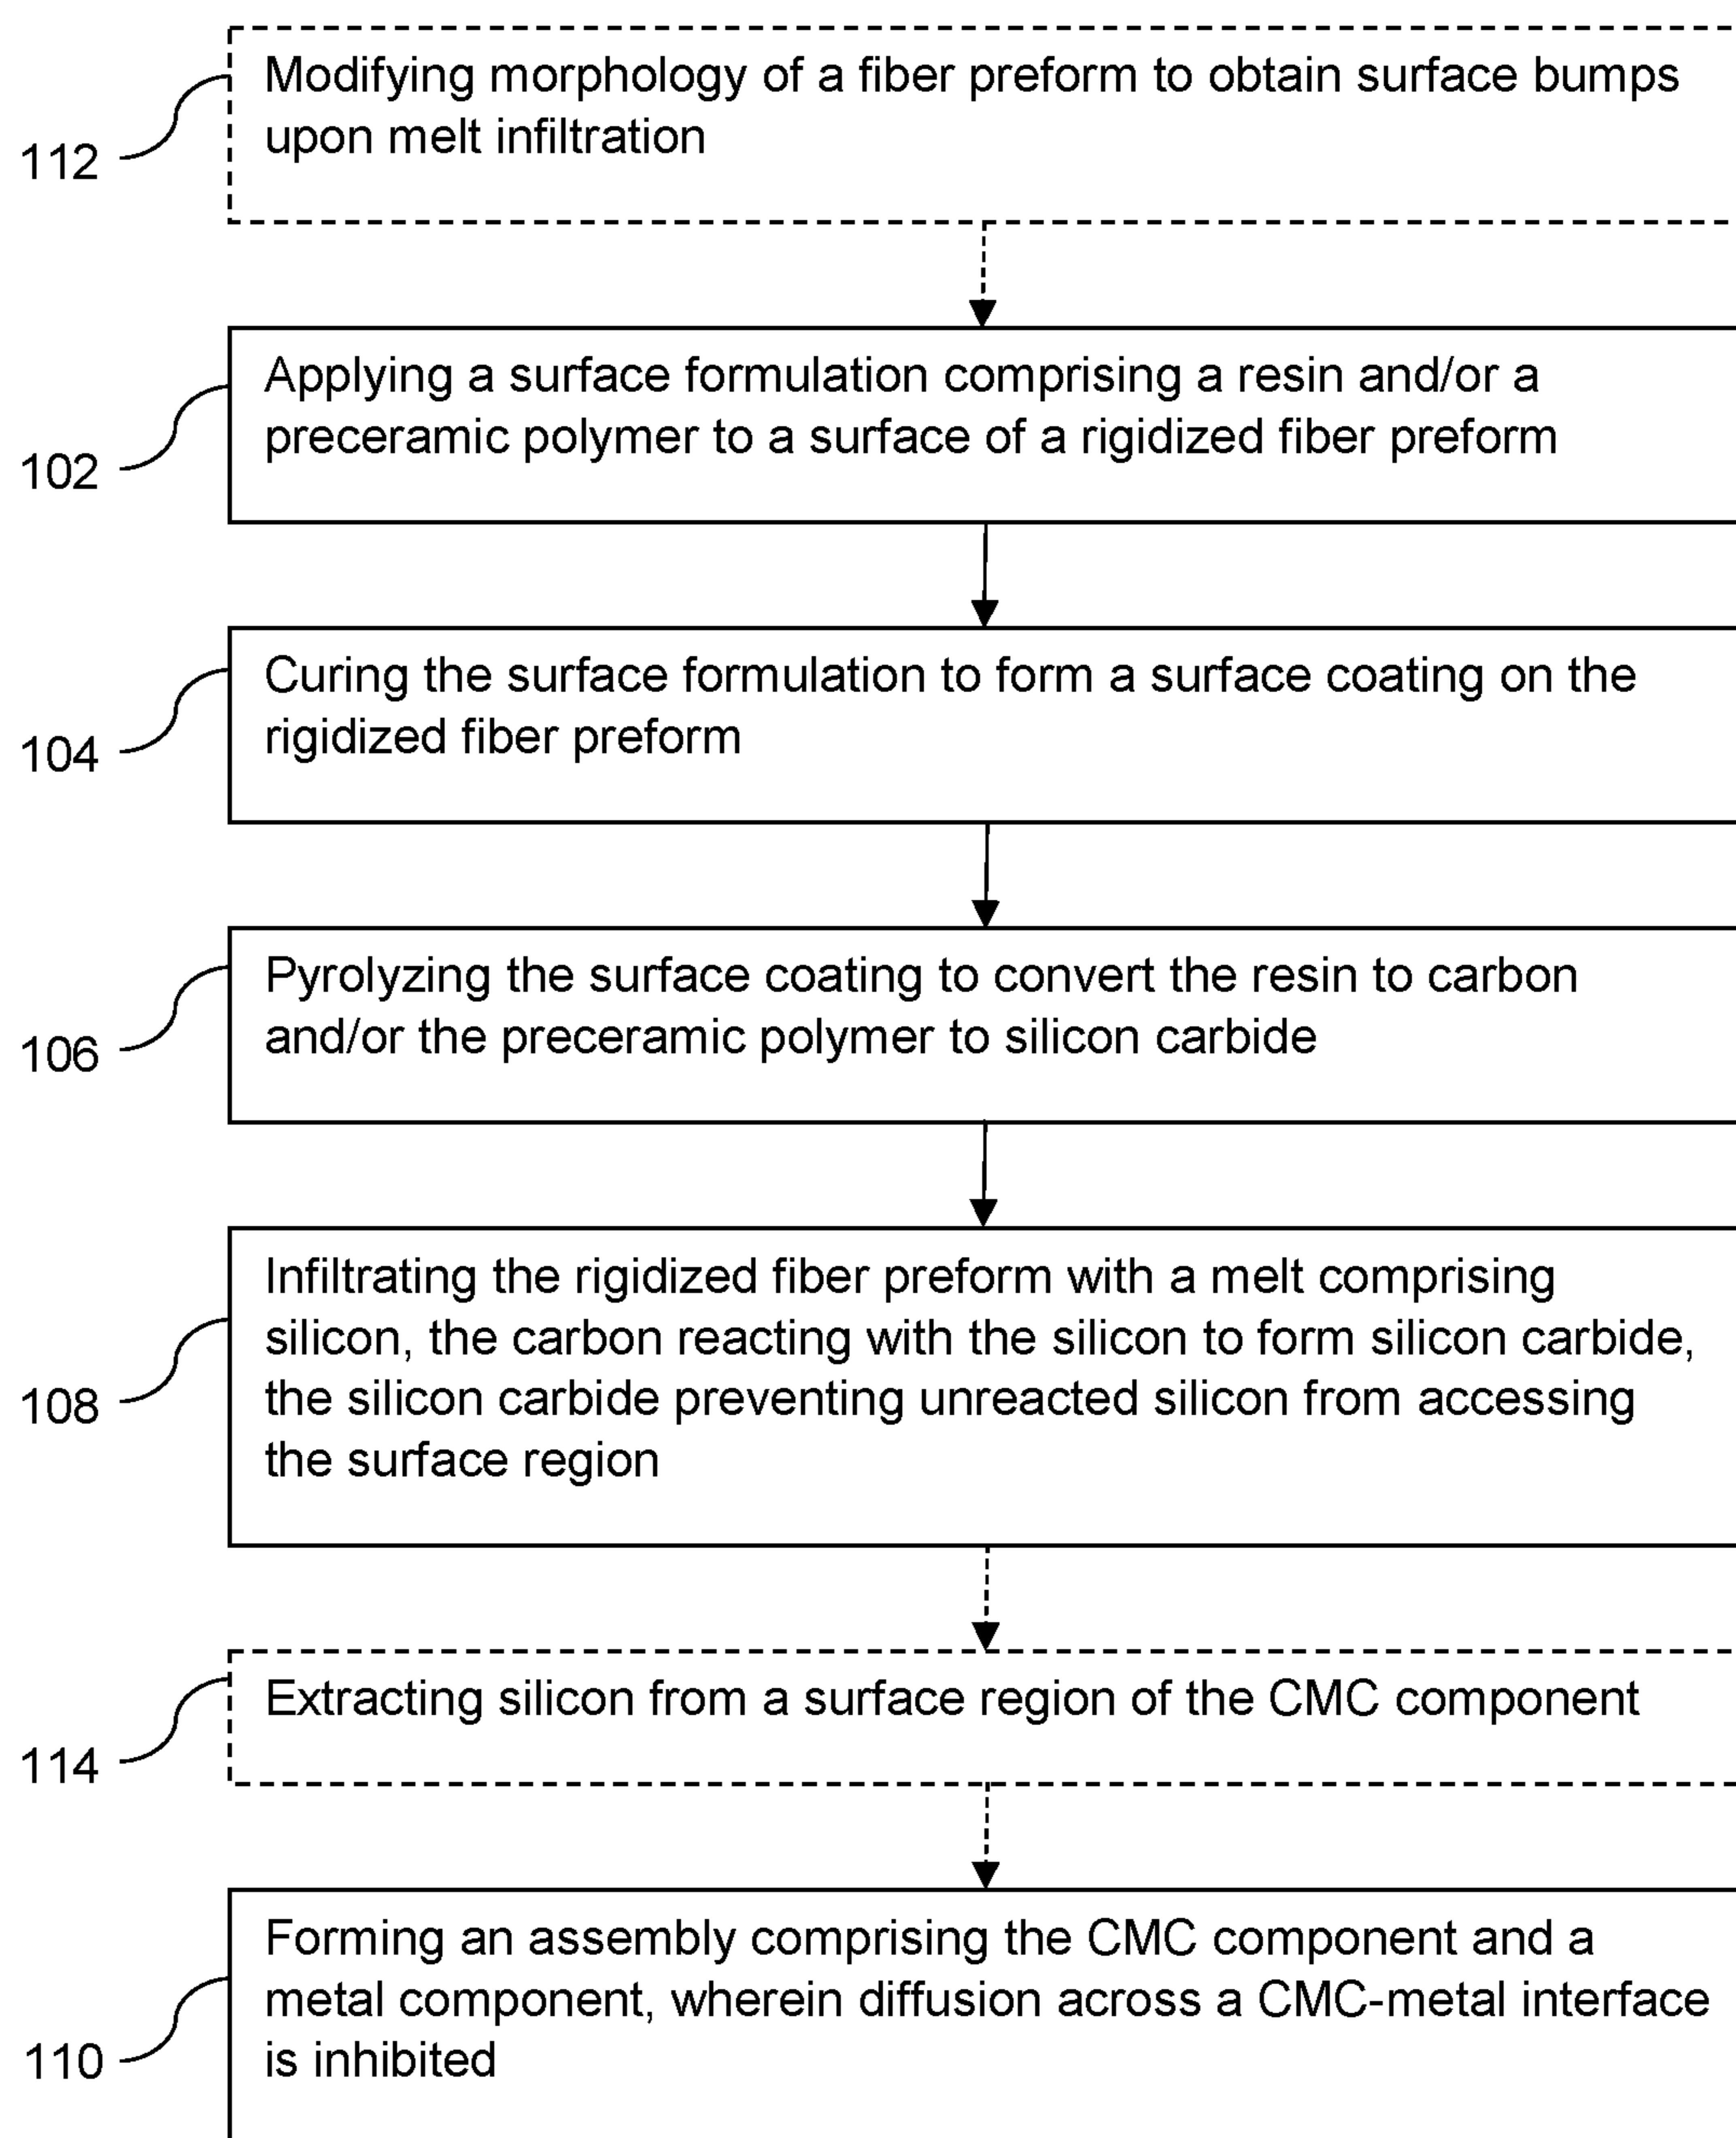 Modifying morphology of a fiber preform to obtain surface bumps
upon melt infiltration
112
Applying a surface formulation comprising a resin and/or a
preceramic polymer to a surface of a rigidized fiber preform
102
Curing the surface formulation to form a surface coating on the
rigidized fiber preform
104
Pyrolyzing the surface coating to convert the resin to carbon
and/or the preceramic polymer to silicon carbide
106
Infiltrating the rigidized fiber preform with a melt comprising
silicon, the carbon reacting with the silicon to form silicon carbide,
the silicon carbide preventing unreacted silicon from accessing
the surface region
108
Extracting silicon from a surface region of the CMC component
114
Forming an assembly comprising the CMC component and a
metal component, wherein diffusion across a CMC-metal interface
is inhibited
110